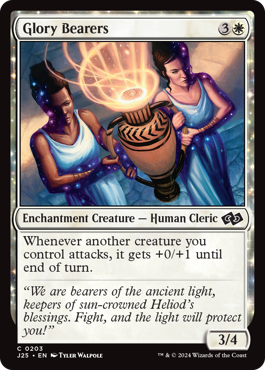 Glory Bearers 3
Enchantment Creature — Human Cleric
Whenever another creature you
control attacks, it gets +0/+1 until
end of turn.
“We are bearers of the ancient light,
keepers of sun-crowned Heliod’s
blessings. Fight, and the light will protect
you!”
3/4
C 0203
J25 • EN TYLER WALPOLE
™ & © 2024 Wizards of the Coast